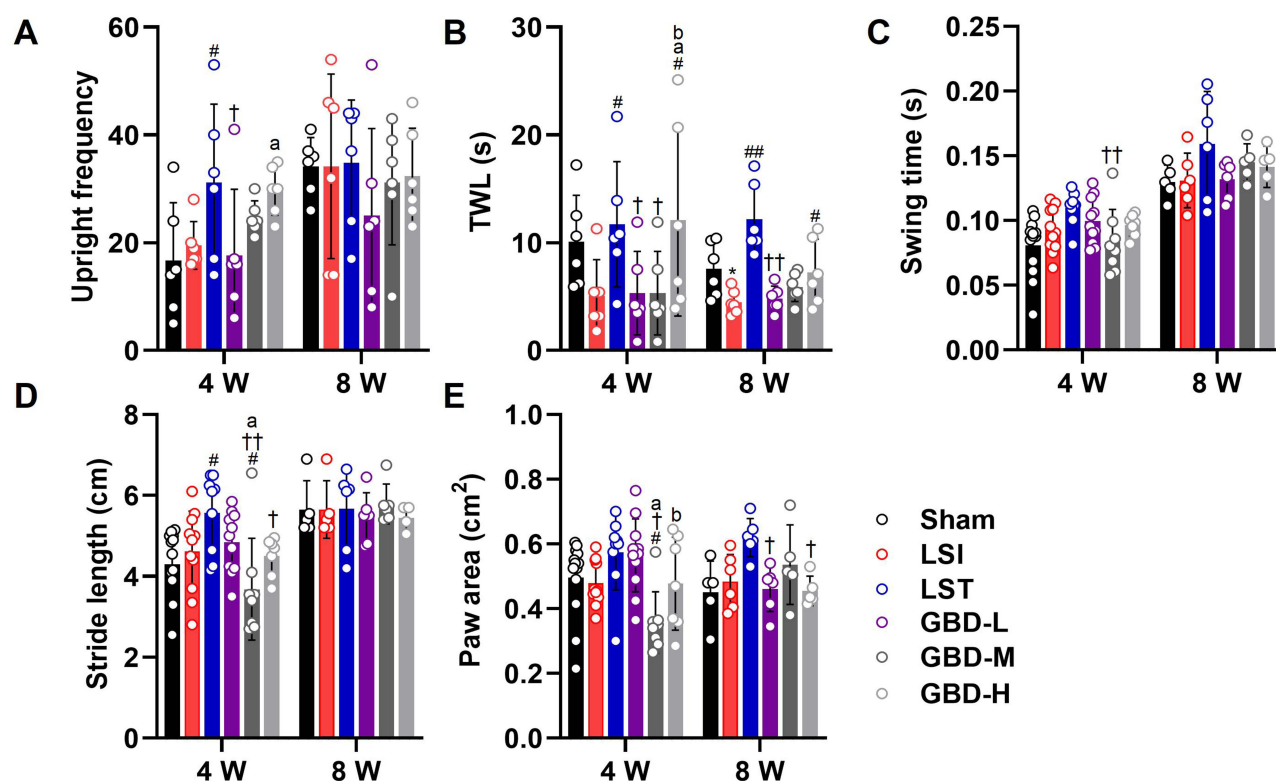 A
Upright frequency
60
40
20
0
#
†
a
4 W
8 W
B
TWL (s)
30
20
10
0
#
†
†
b
a
#
*
##
††
#
4 W
8 W
C
Swing time (s)
0.25
0.20
0.15
0.10
0.05
0.00
††
4 W
8 W
D
Stride length (cm)
8
6
4
2
0
#
a
††
#
†
4 W
8 W
E
Paw area (cm²)
1.0
0.8
0.6
0.4
0.2
0.0
a
†
#
b
†
†
4 W
8 W
Sham
LSI
LST
GBD-L
GBD-M
GBD-H